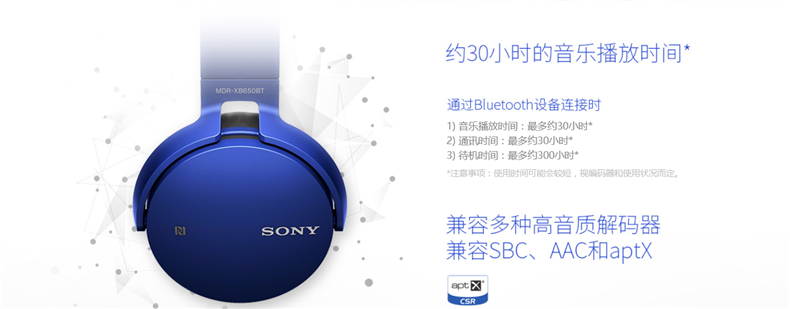 MDR-XB650BT
SONY
约30小时的音乐播放时间*
通过Bluetooth设备连接时
1) 音乐播放时间：最多约30小时*
2) 通讯时间：最多约30小时*
3) 待机时间：最多约300小时*
*注意事项：使用时间可能会较短，视编码器和使用状况而定。
兼容多种高音质解码器
兼容SBC、AAC和aptX
aptX
CSR